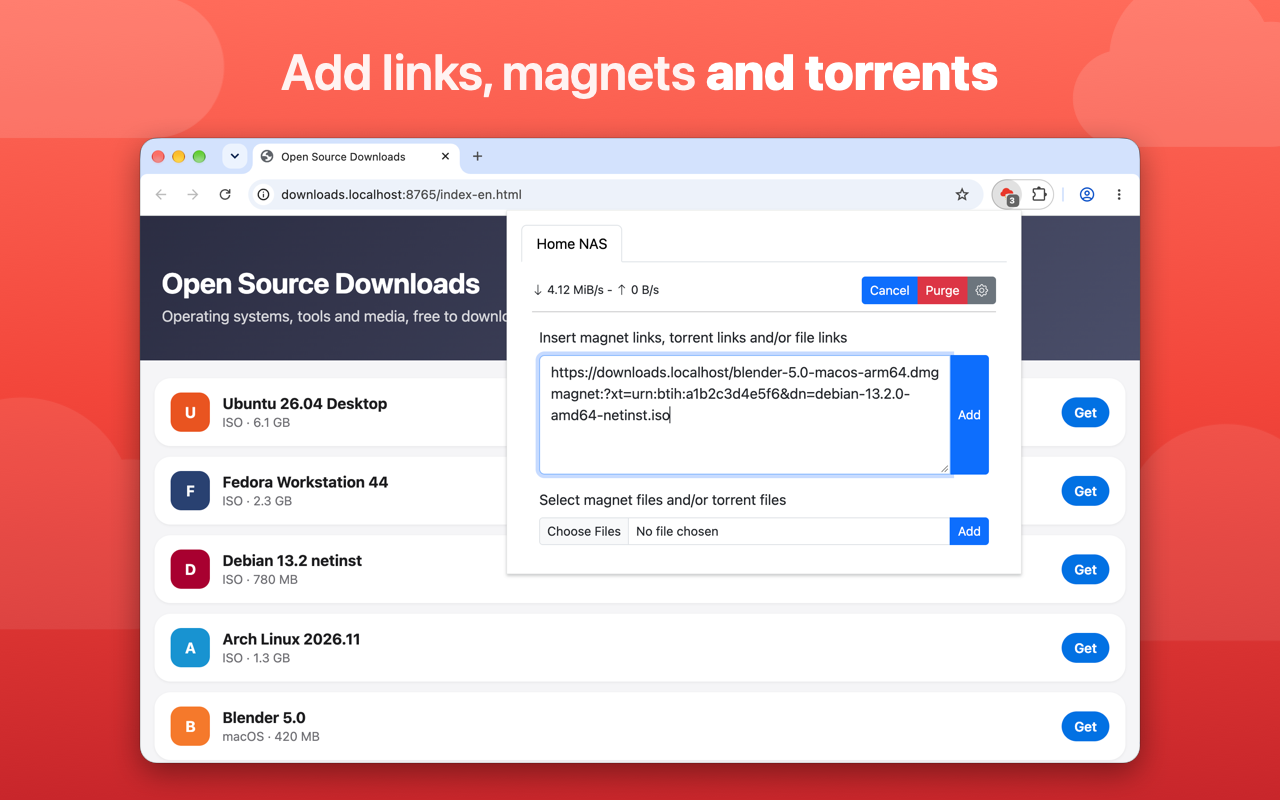 Add links, magnets and torrents
Open Source Downloads
downloads.localhost:8765/index-en.html
3
Home NAS
↓ 4.12 MiB/s - ↑ 0 B/s
Cancel
Purge
Open Source Downloads
Operating systems, tools and media, free to downlo
Insert magnet links, torrent links and/or file links
https://downloads.localhost/blender-5.0-macos-arm64.dmg
magnet:?xt=urn:btih:a1b2c3d4e5f6&dn=debian-13.2.0-
amd64-netinst.iso
Add
Select magnet files and/or torrent files
Choose Files
No file chosen
Add
U
Ubuntu 26.04 Desktop
ISO · 6.1 GB
Get
F
Fedora Workstation 44
ISO · 2.3 GB
Get
D
Debian 13.2 netinst
ISO · 780 MB
Get
A
Arch Linux 2026.11
ISO · 1.3 GB
Get
B
Blender 5.0
macOS · 420 MB
Get